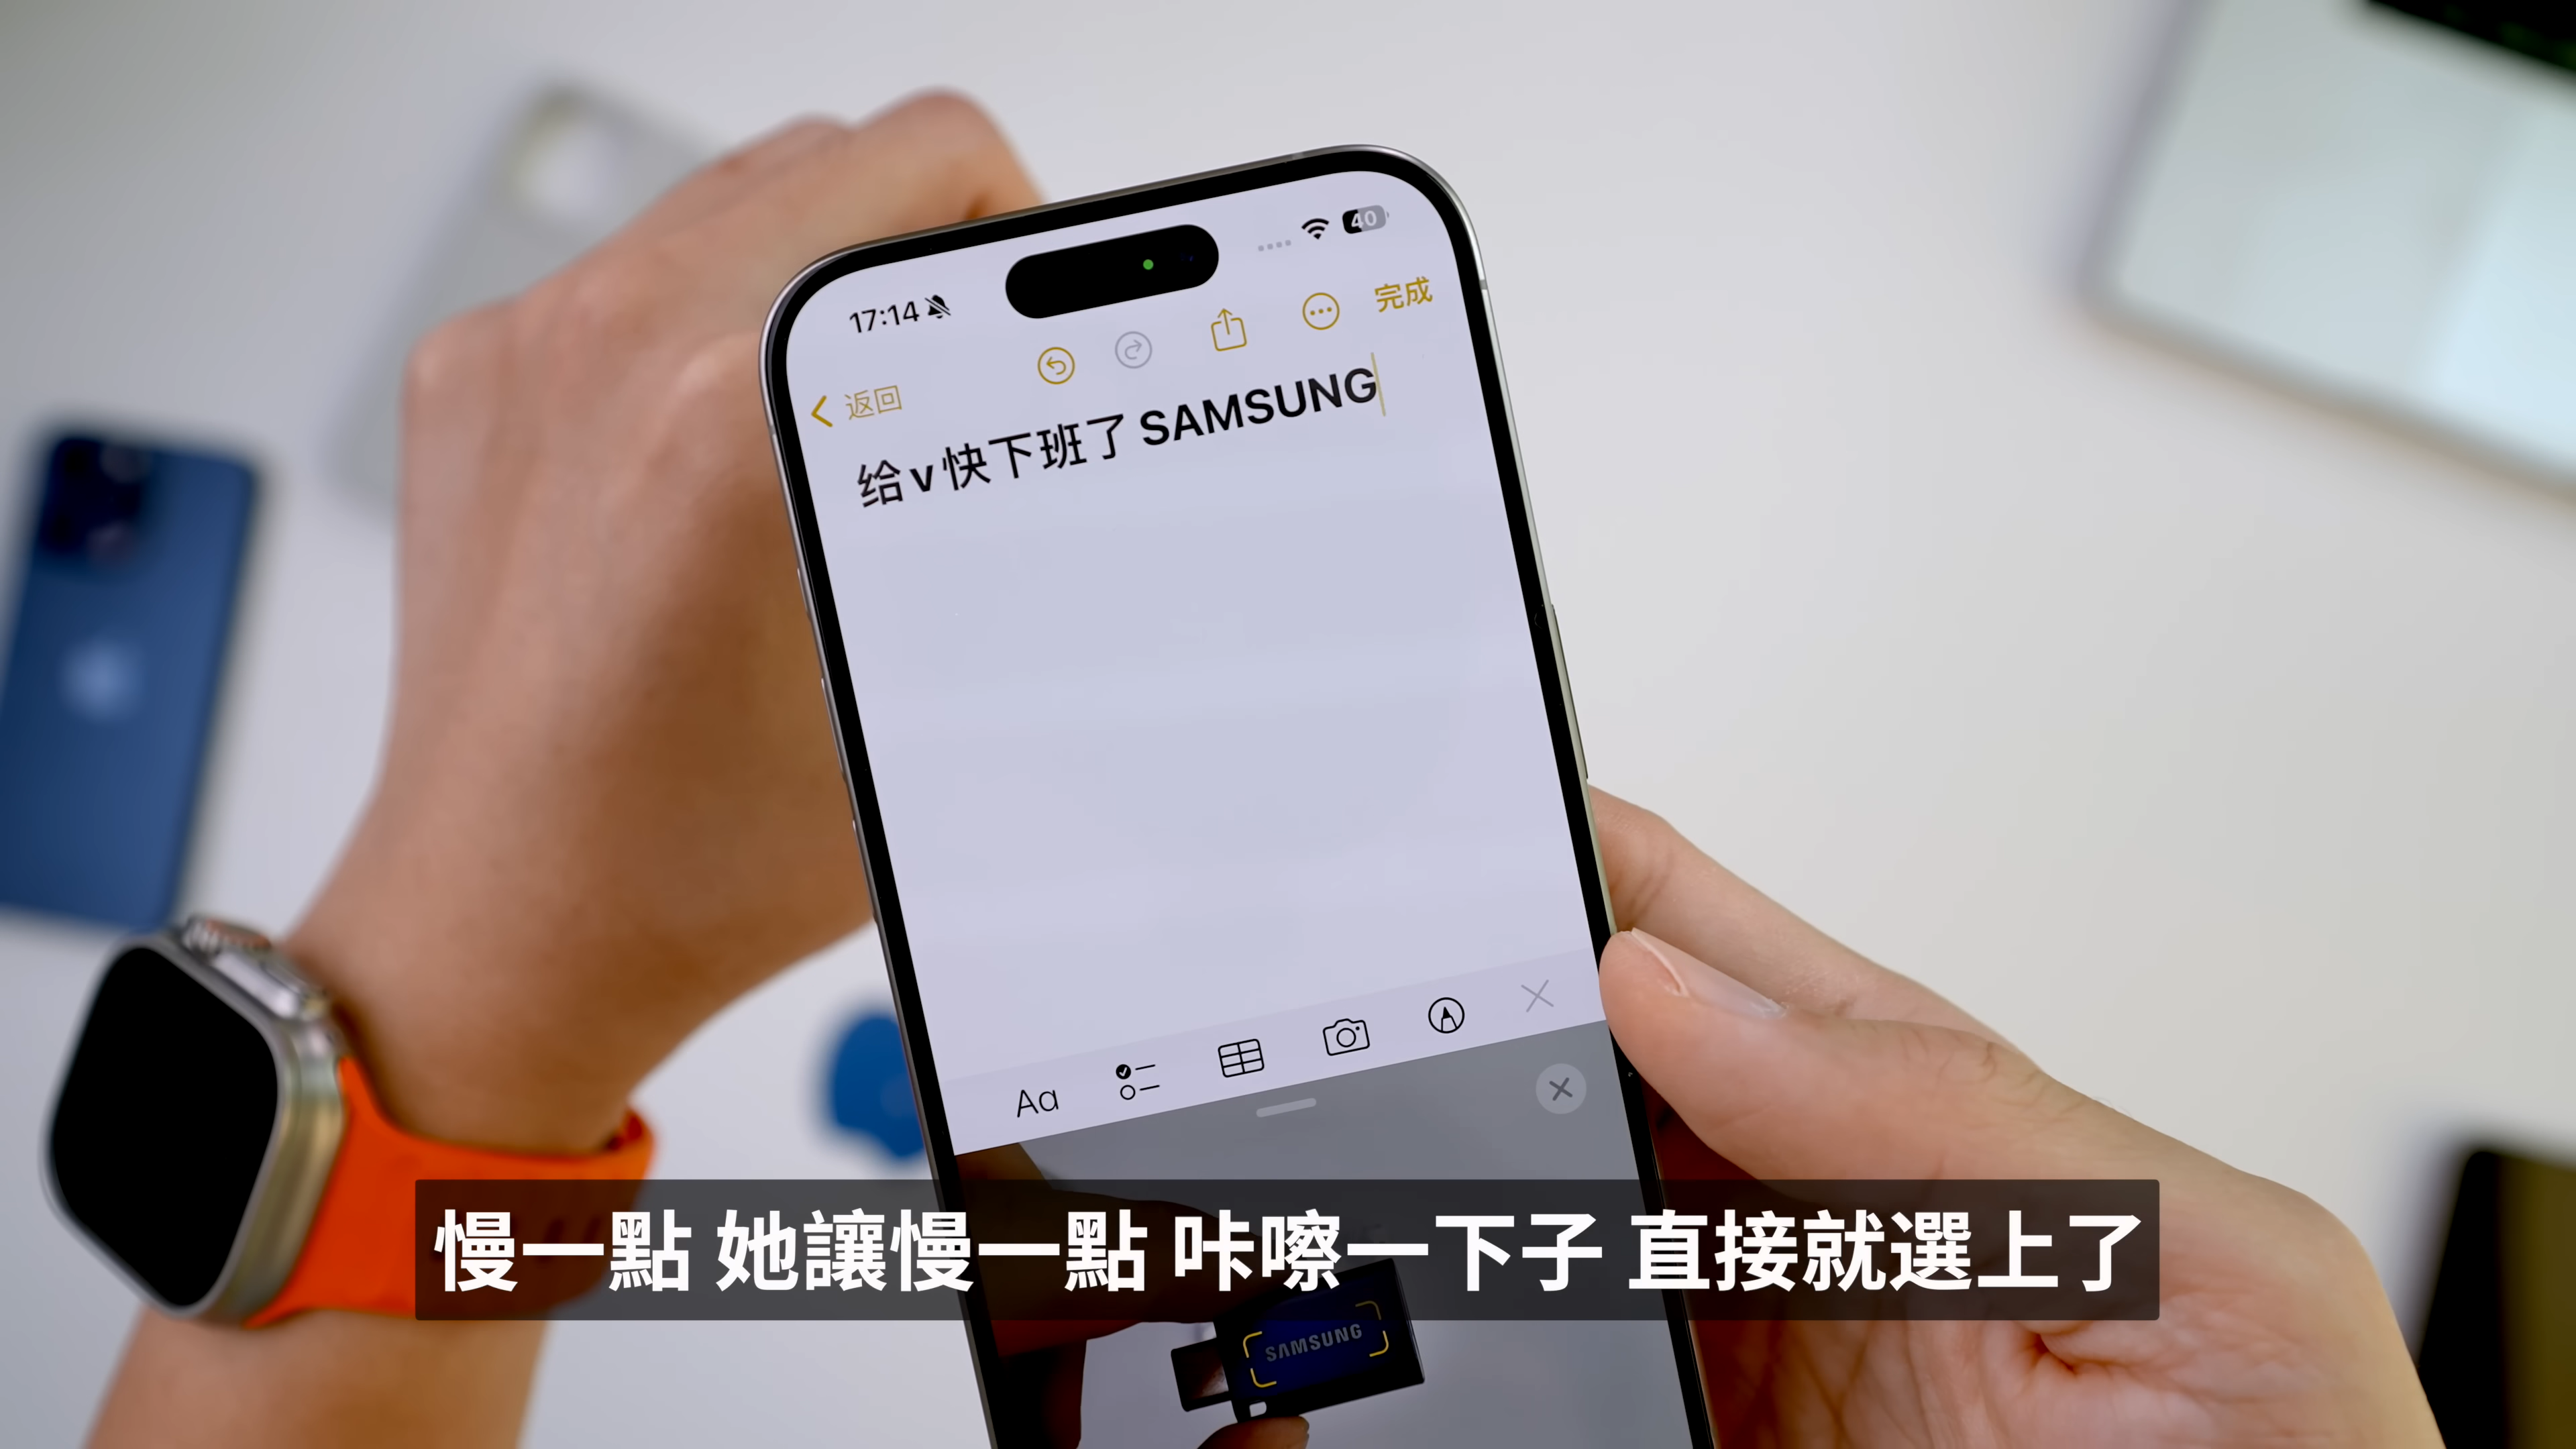 17:14
40
返回
完成
给v快下班了 SAMSUNG
Aa
慢一點 她讓慢一點 咔嚓一下子 直接就選上了
SAMSUNG